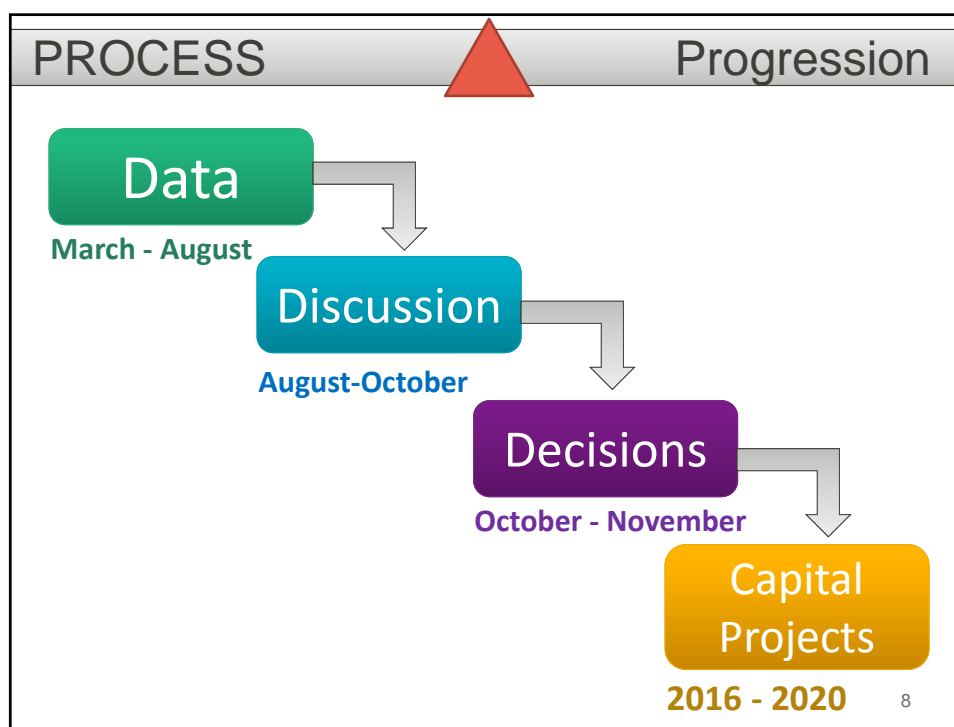 PROCESS Progression
Data
March - August
Discussion
August-October
Decisions
October - November
Capital
Projects
2016 - 2020
8